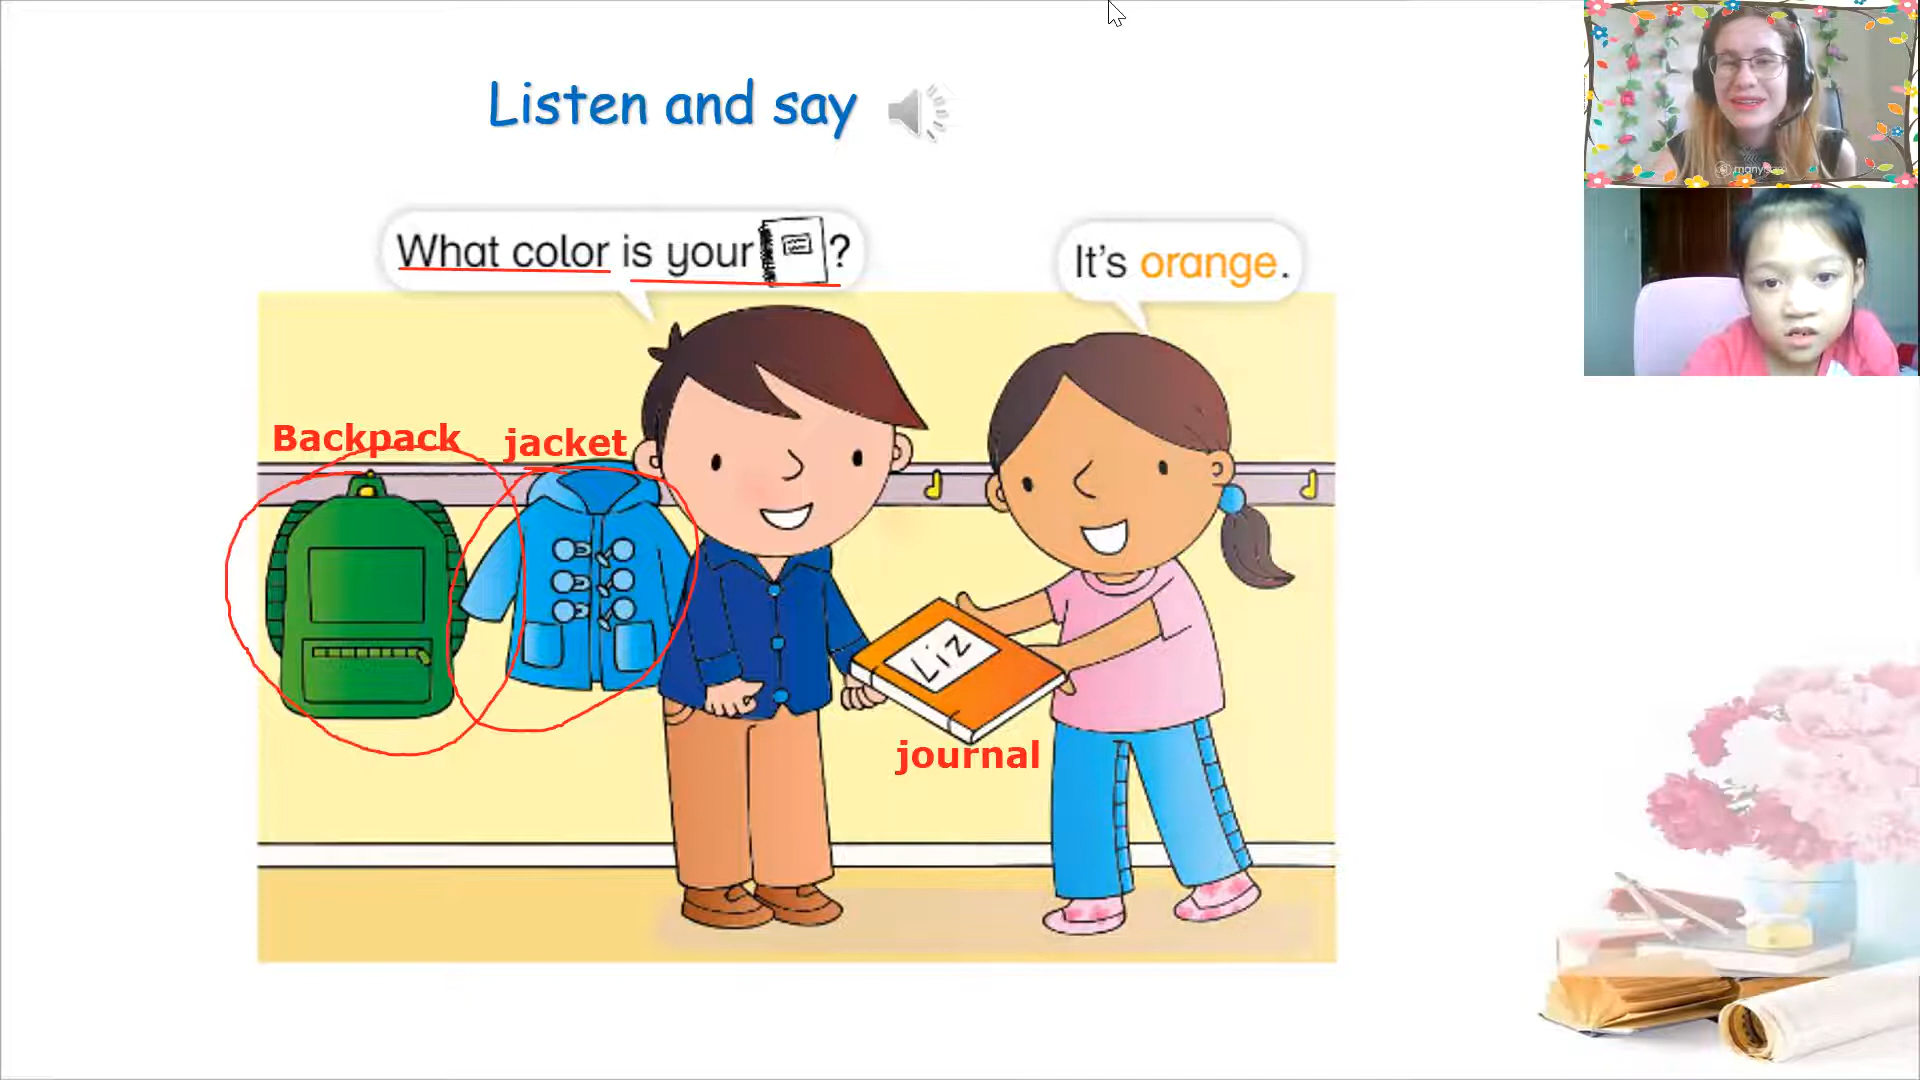 Listen and say
What color is your ?
It's orange.
Backpack
jacket
Liz
journal